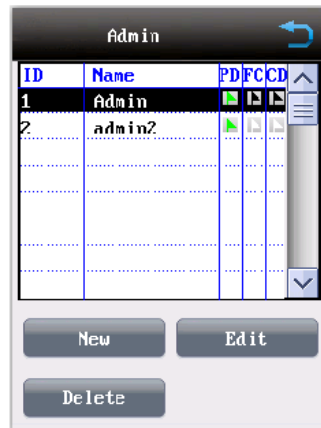 Admin
ID Name PD FC CD
1 Admin
2 admin2
New Edit
Delete